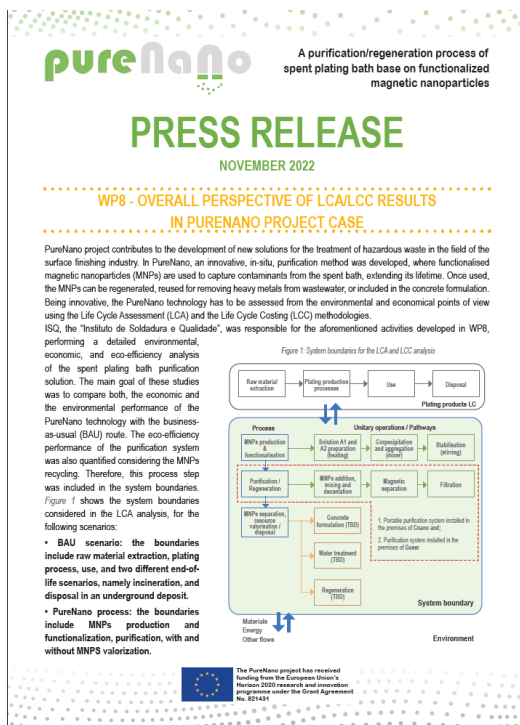 pureNano
A purification/regeneration process of
spent plating bath base on functionalized
magnetic nanoparticles
PRESS RELEASE
NOVEMBER 2022
WP8 - OVERALL PERSPECTIVE OF LCA/LCC RESULTS
IN PURENANO PROJECT CASE
PureNano project contributes to the development of new solutions for the treatment of hazardous waste in the field of the
surface finishing industry. In PureNano, an innovative, in-situ, purification method was developed, where functionalised
magnetic nanoparticles (MNPs) are used to capture contaminants from the spent bath, extending its lifetime. Once used,
the MNPs can be regenerated, reused for removing heavy metals from wastewater, or included in the concrete formulation.
Being innovative, the PureNano technology has to be assessed from the environmental and economical points of view
using the Life Cycle Assessment (LCA) and the Life Cycle Costing (LCC) methodologies.
ISQ, the “Instituto de Soldadura e Qualidade”, was responsible for the aforementioned activities developed in WP8,
performing a detailed environmental,
economic, and eco-efficiency analysis
of the spent plating bath purification
solution. The main goal of these studies
was to compare both, the economic and
the environmental performance of the
PureNano technology with the business-
as-usual (BAU) route. The eco-efficiency
performance of the purification system
was also quantified considering the MNPs
recycling. Therefore, this process step
was included in the system boundaries.
Figure 1 shows the system boundaries
considered in the LCA analysis, for the
following scenarios:
• BAU scenario: the boundaries
include raw material extraction, plating
process, use, and two different end-of-
life scenarios, namely incineration, and
disposal in an underground deposit.
• PureNano process: the boundaries
include MNPs production and
functionalization, purification, with and
without MNPS valorization.
Figure 1: System boundaries for the LCA and LCC analysis
Raw material
extraction
Plating production
processes
Use
Disposal
Plating products LC
Process
Unitary operations / Pathways
MNPs production
&
functionalisation
Solution A1 and
A2 preparation
(heating)
Corpecipitation
and aggregation
(mixer)
Stabilisation
(stirring)
Purification /
Regeneration
MNPs addition,
mixing and
decantation
Magnetic
separation
Filtration
MNPs separation,
resource
valorisation /
disposal
Concrete
formulation (TBD)
1. Portable purification system installed in the
premises of Cnano and;
2. Purification system installed in the
premises of Gaser
Water treatment
(TBD)
Regeneration
(TBD)
System boundary
Materials
Energy
Other flows
Environment
The PureNano project has received
funding from the European Union’s
Horizon 2020 research and innovation
programme under the Grant Agreement
No. 821431